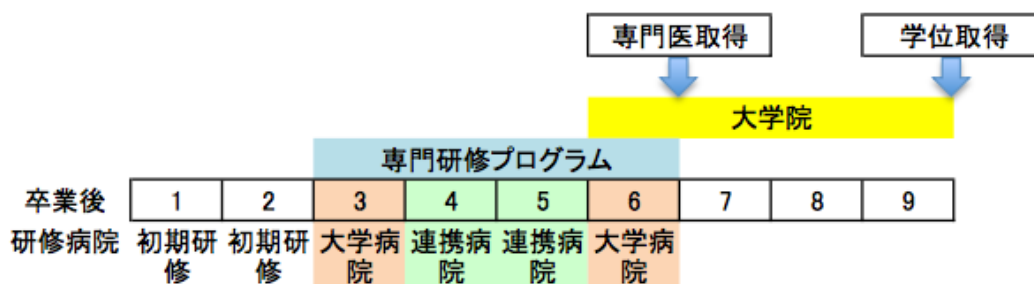 専門医取得 学位取得
大学院
専門研修プログラム
卒業後 1 2 3 4 5 6 7 8 9
研修病院 初期研修 初期研修 大学病院 連携病院 連携病院 大学病院